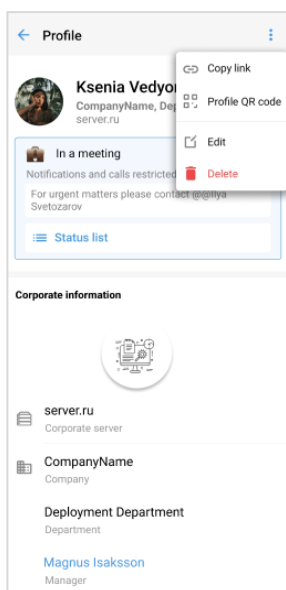 Profile
Copy link
Ksenia Vedyo
CompanyName, Dep
Profile QR code
server.ru
Edit
In a meeting
Delete
Notifications and calls restricted
For urgent matters please contact @@Ilya
Svetozarov
Status list
Corporate information
server.ru
Corporate server
CompanyName
Company
Deployment Department
Department
Magnus Isaksson
Manager